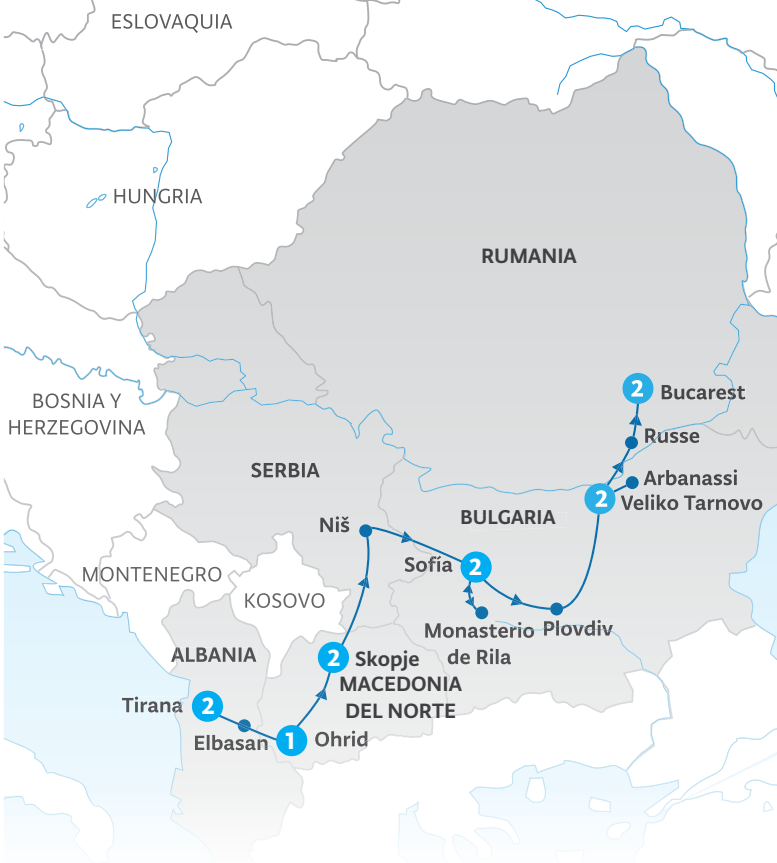 ESLOVAQUIA
HUNGRIA
RUMANIA
2
Bucarest
BOSNIA Y
HERZEGOVINA
Russe
SERBIA
Arbanassi
2
Veliko Tarnovo
BULGARIA
Niš
Sofía
2
MONTENEGRO
KOSOVO
Monasterio
de Rila
Plovdiv
ALBANIA
2
Skopje
MACEDONIA
DEL NORTE
Tirana
2
Elbasan
1
Ohrid